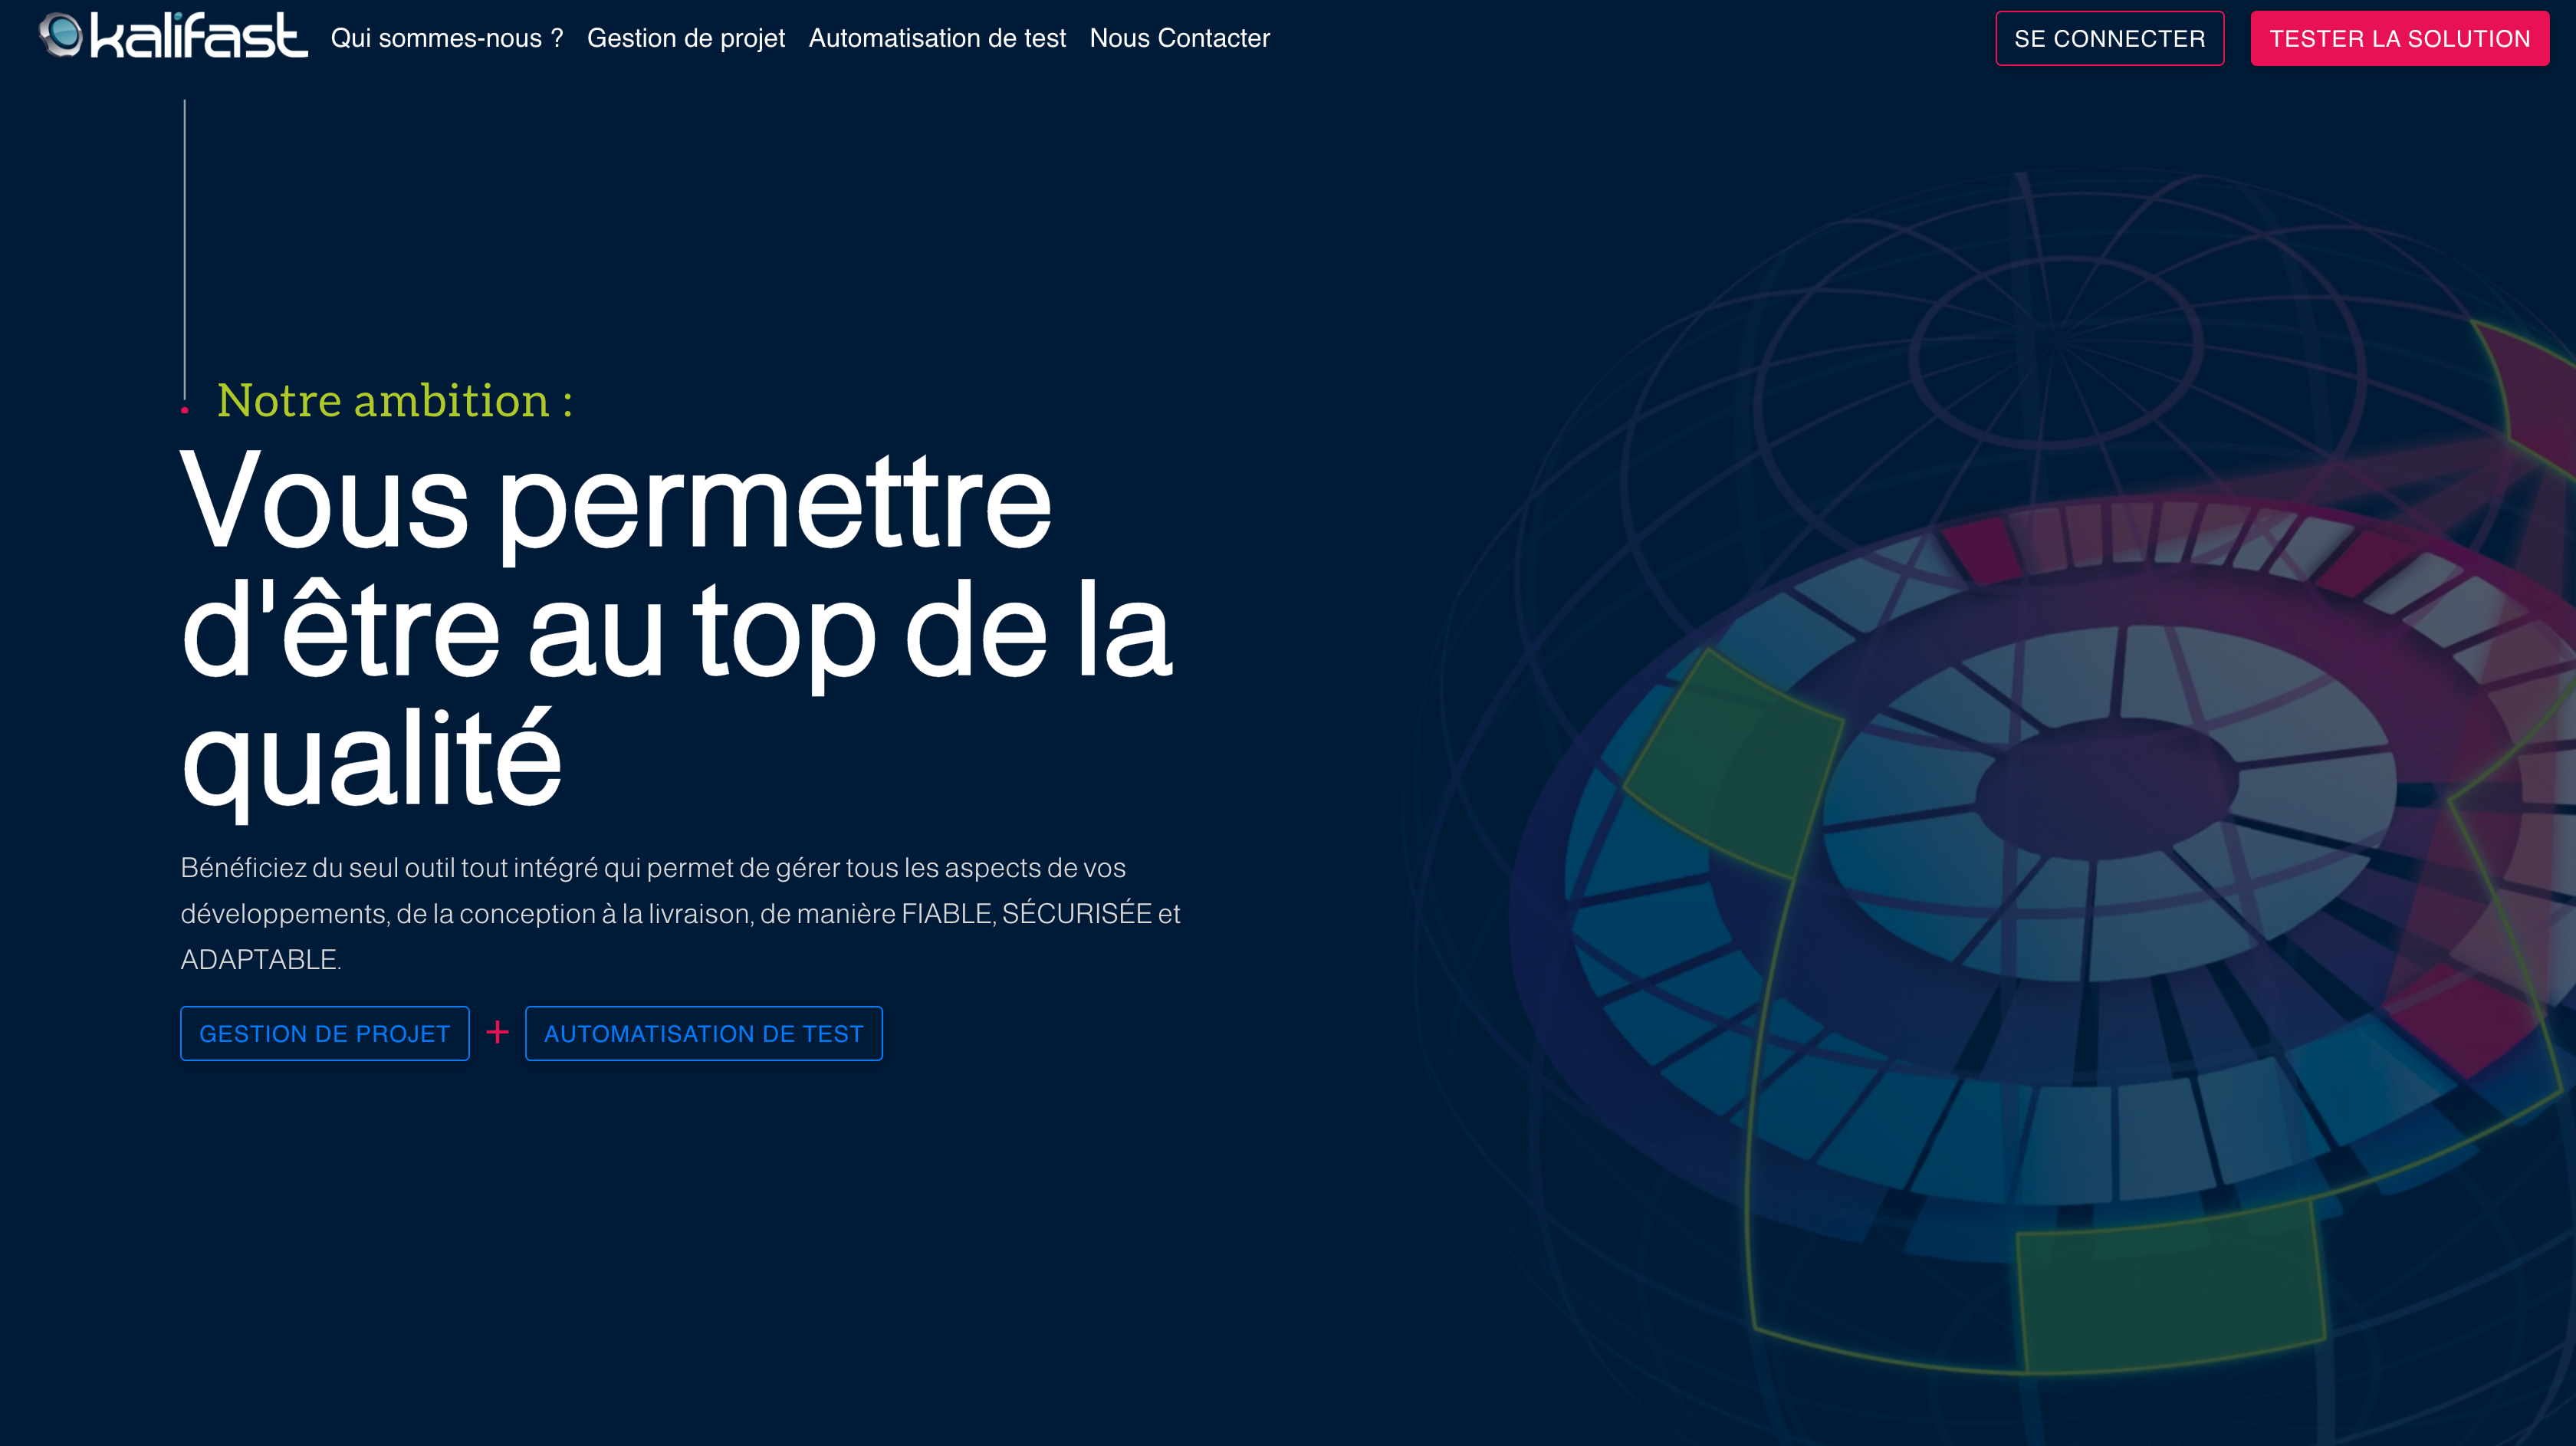 kalifast
Qui sommes-nous ?
Gestion de projet
Automatisation de test
Nous Contacter
SE CONNECTER
TESTER LA SOLUTION
Notre ambition :
Vous permettre
d'être au top de la
qualité
Bénéficiez du seul outil tout intégré qui permet de gérer tous les aspects de vos
développements, de la conception à la livraison, de manière FIABLE, SÉCURISÉE et
ADAPTABLE.
GESTION DE PROJET + AUTOMATISATION DE TEST